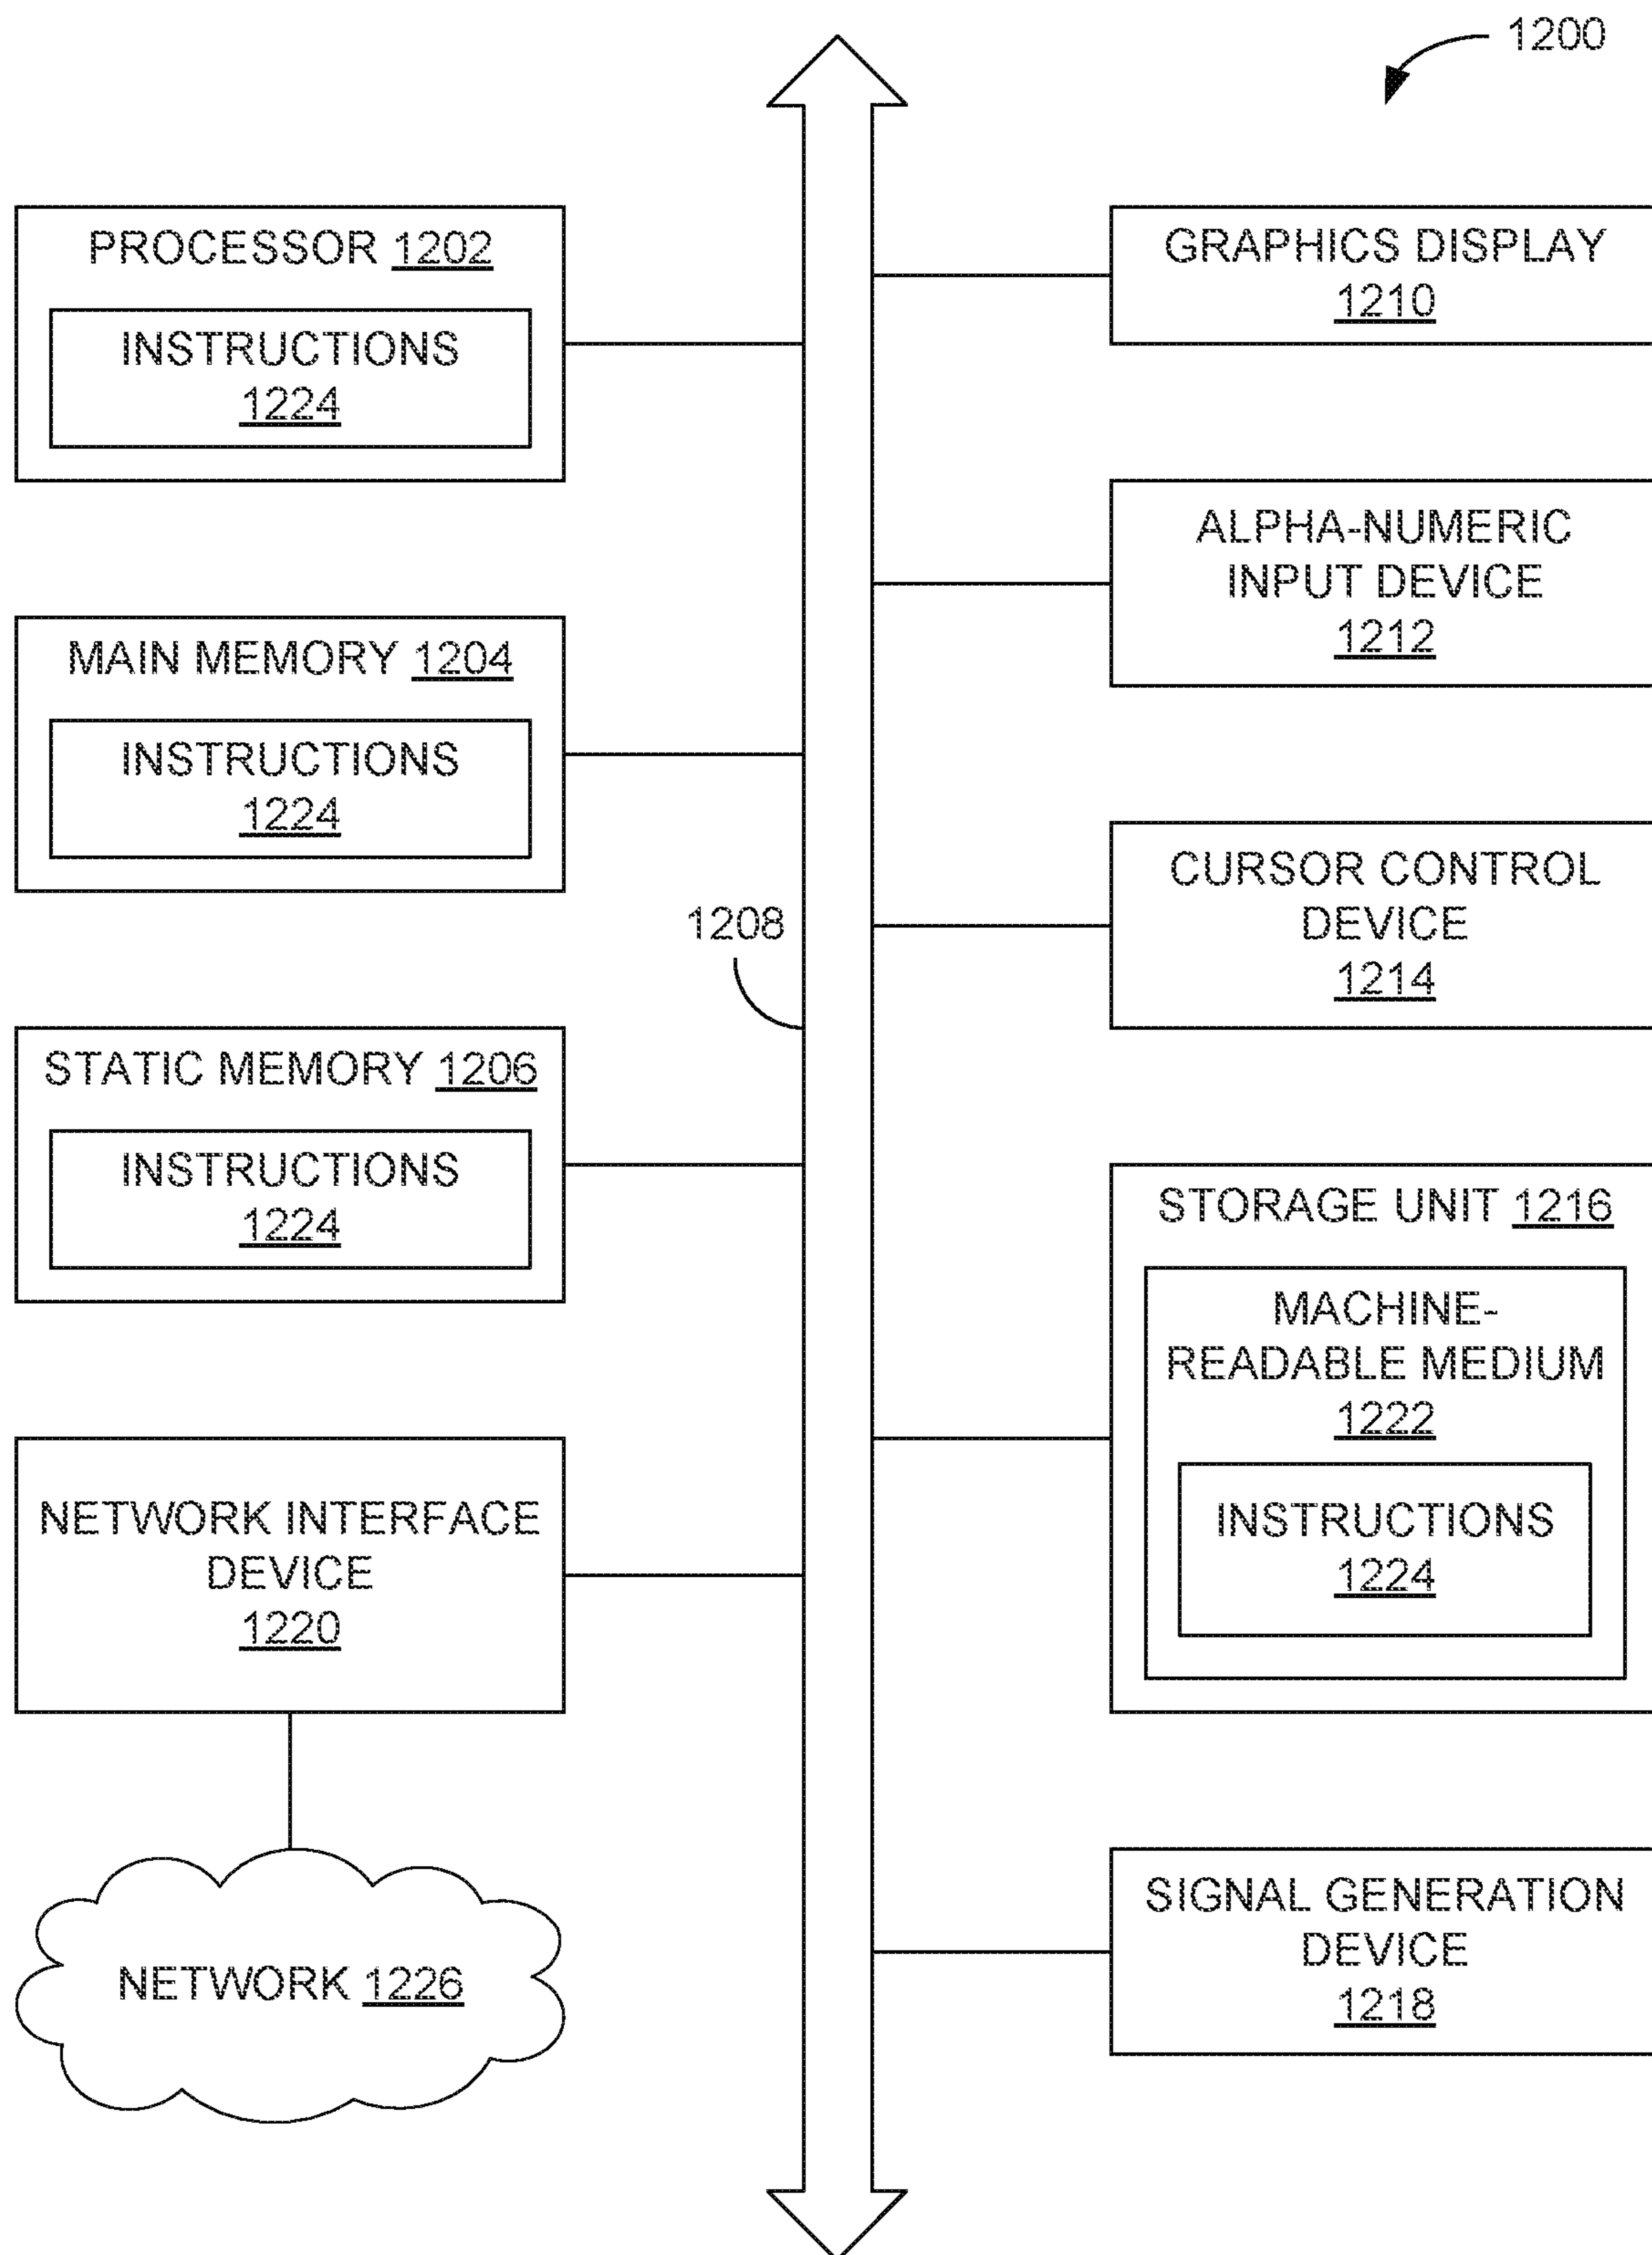 1200
PROCESSOR 1202
INSTRUCTIONS
1224
MAIN MEMORY 1204
INSTRUCTIONS
1224
1208
STATIC MEMORY 1206
INSTRUCTIONS
1224
NETWORK INTERFACE
DEVICE
1220
NETWORK 1226
GRAPHICS DISPLAY
1210
ALPHA-NUMERIC
INPUT DEVICE
1212
CURSOR CONTROL
DEVICE
1214
STORAGE UNIT 1216
MACHINE-
READABLE MEDIUM
1222
INSTRUCTIONS
1224
SIGNAL GENERATION
DEVICE
1218